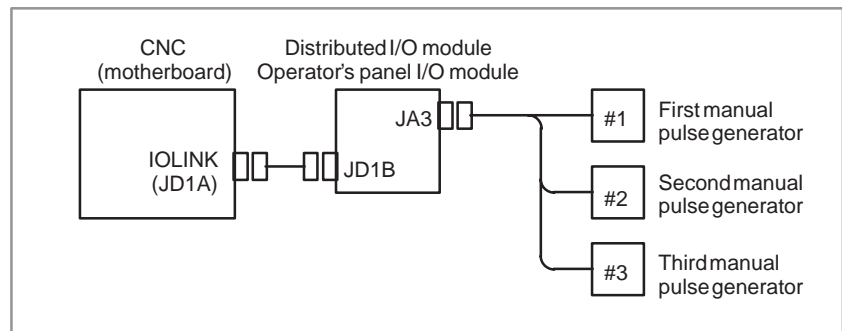 CNC
(motherboard)
Distributed I/O module
Operator's panel I/O module
JA3
IOLINK
(JD1A)
JD1B
#1
First manual
pulse generator
#2
Second manual
pulse generator
#3
Third manual
pulse generator